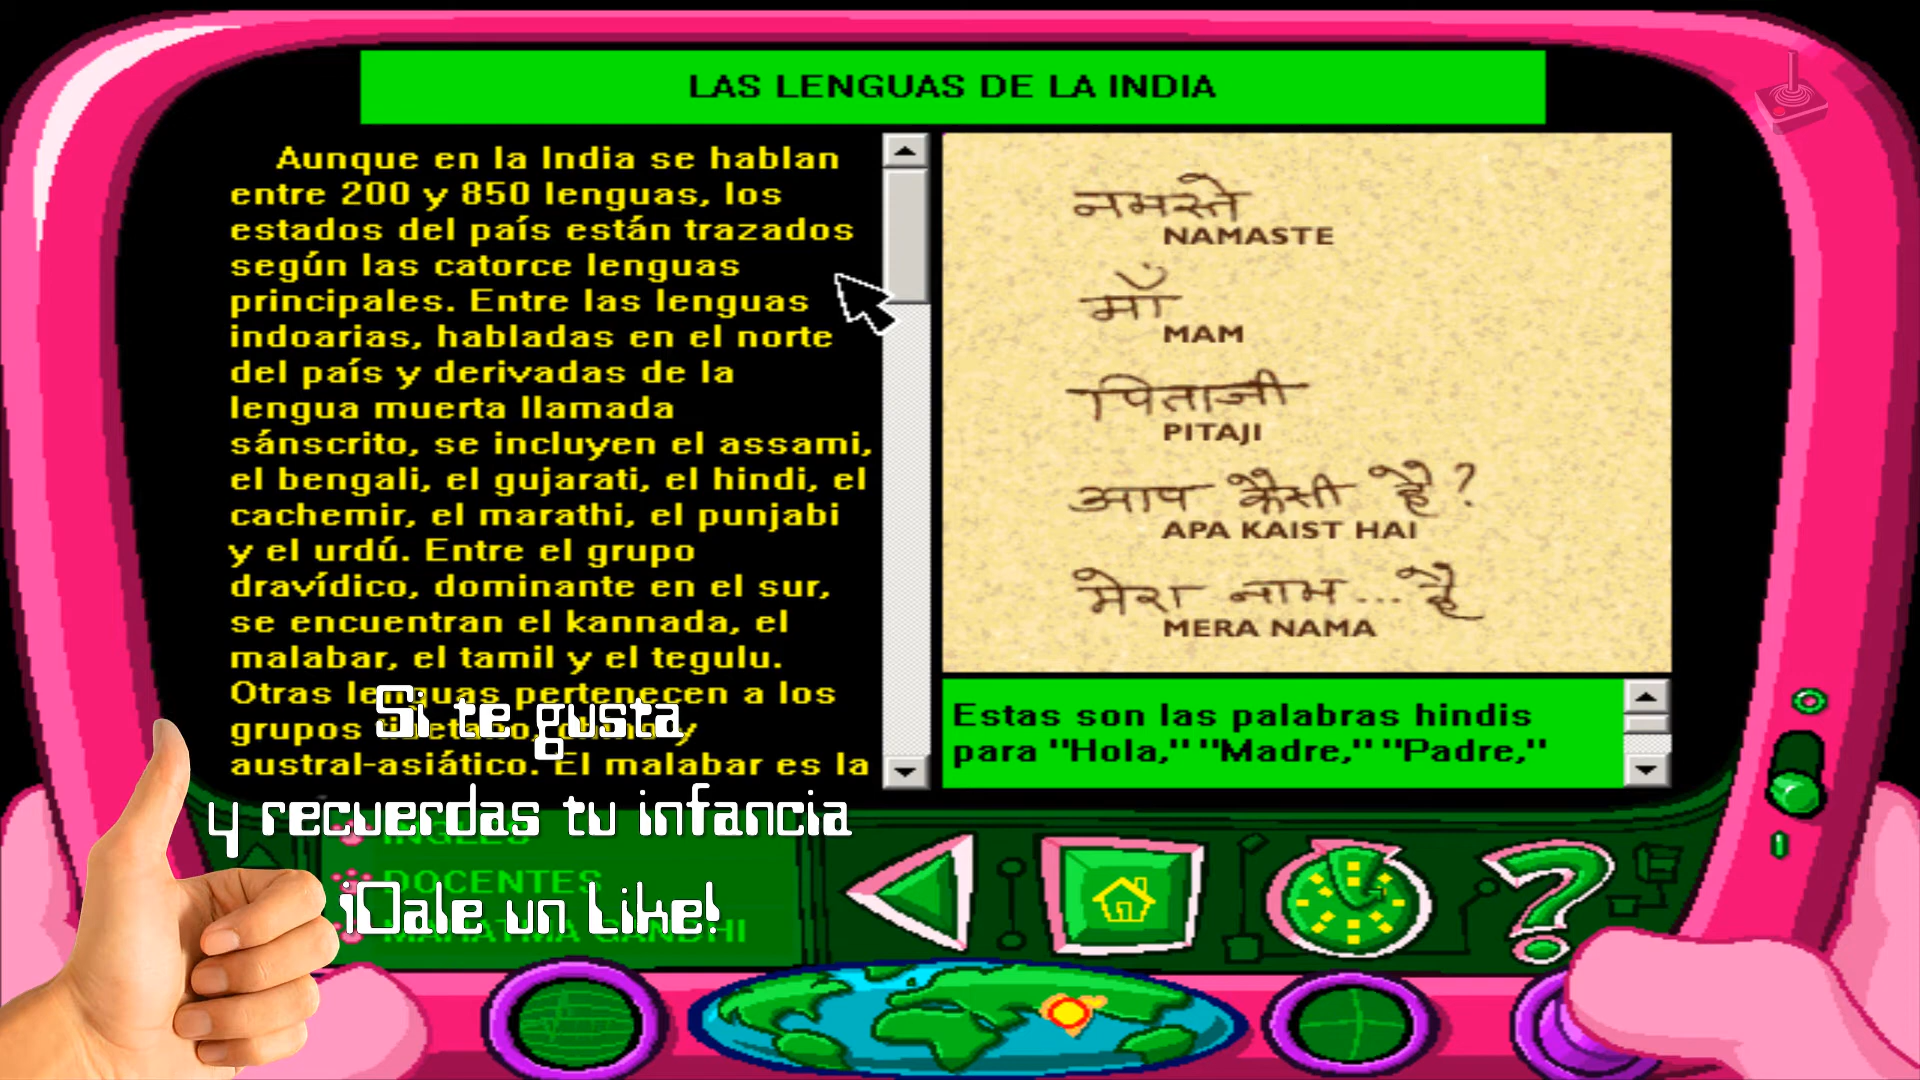 LAS LENGUAS DE LA INDIA
Aunque en la India se hablan
entre 200 y 850 lenguas, los
estados del país están trazados
según las catorce lenguas
principales. Entre las lenguas
indoarias, habladas en el norte
del país y derivadas de la
lengua muerta llamada
sánscrito, se incluyen el assami,
el bengali, el gujarati, el hindi, el
cachemir, el marathi, el punjabi
y el urdú. Entre el grupo
dravídico, dominante en el sur,
se encuentran el kannada, el
malabar, el tamil y el tegulu.
Otras lenguas pertenecen a los
grupos y
austral-asiático. El malabar es la
नमस्ते
NAMASTE
माँ
MAM
पिताजी
PITAJI
आप कैसी है?
APA KAIST HAI
मेरा नाम... है
MERA NAMA
Estas son las palabras hindis
para "Hola," "Madre," "Padre,"
Si te gusta
y recuerdas tu infancia
¡Dale un Like!
INGLÉS
DOCENTES
MAHATMA GANDHI